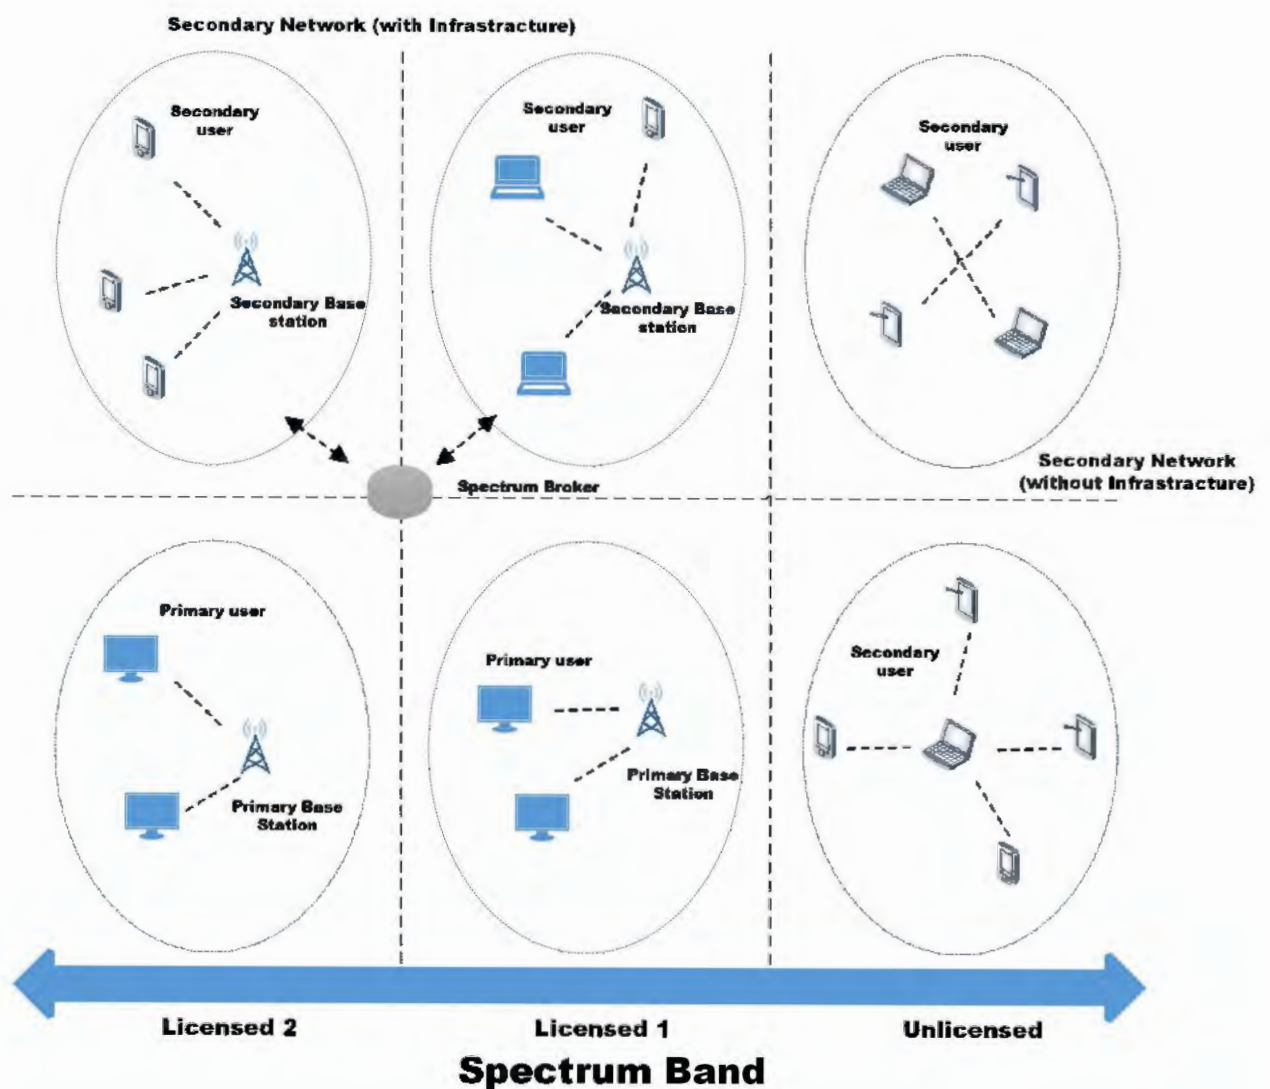 Secondary Network (with Infrastracture)
Secondary
user
Secondary Base
station
Secondary
user
Secondary Base
station
Secondary
user
Secondary Network
(without Infrastracture)
Spectrum Broker
Primary user
Primary Base
Station
Primary user
Primary Base
Station
Secondary
user
Licensed 2
Licensed 1
Unlicensed
Spectrum Band